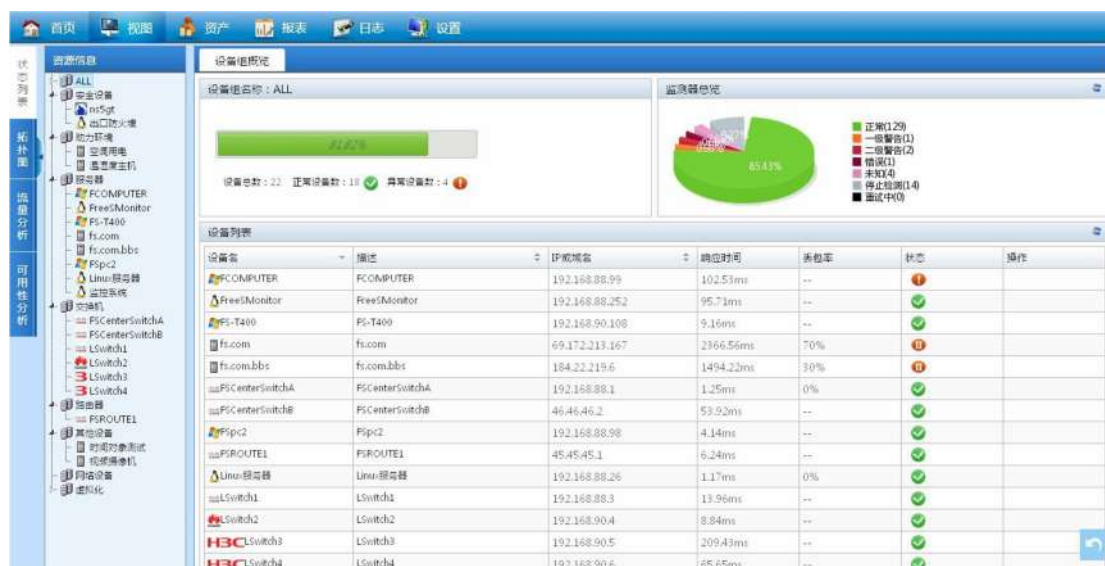 首页 视图 资产 报表 日志 设置
状态列表
拓扑图
流量分析
可用性分析
资源信息
ALL
安全设备
ns5gt
出口防火墙
动力环境
空调用电
温湿度主机
服务器
FCOMPUTER
FreeSMonitor
FS-T400
fs.com
fs.com.bbs
FSpc2
Linux服务器
监控系统
交换机
FSCenterSwitchA
FSCenterSwitchB
LSwitch1
LSwitch2
LSwitch3
LSwitch4
路由器
FSROUTE1
其他设备
时间对象测试
视频摄像机
网络设备
虚拟化
设备组概览
设备组名称：ALL
81.82%
设备总数：22 正常设备数：18 异常设备数：4
监测器总览
85.43%
正常(129)
一级警告(1)
二级警告(2)
错误(1)
未知(4)
停止检测(14)
重试中(0)
设备列表
设备名 描述 IP或域名 响应时间 丢包率 状态 操作
FCOMPUTER FCOMPUTER 192.168.88.99 102.53ms --
FreeSMonitor FreeSMonitor 192.168.88.252 95.71ms --
FS-T400 FS-T400 192.168.90.108 9.16ms --
fs.com fs.com 69.172.213.167 2366.56ms 70%
fs.com.bbs fs.com.bbs 184.22.219.6 1494.22ms 30%
FSCenterSwitchA FSCenterSwitchA 192.168.88.1 1.25ms 0%
FSCenterSwitchB FSCenterSwitchB 46.46.46.2 53.92ms --
FSpc2 FSpc2 192.168.88.98 4.14ms --
FSROUTE1 FSROUTE1 45.45.45.1 6.24ms --
Linux服务器 Linux服务器 192.168.88.26 1.17ms 0%
LSwitch1 LSwitch1 192.168.88.3 13.96ms --
LSwitch2 LSwitch2 192.168.90.4 8.84ms --
H3C LSwitch3 LSwitch3 192.168.90.5 209.43ms --
H3C LSwitch4 LSwitch4 192.168.90.6 65.65ms --